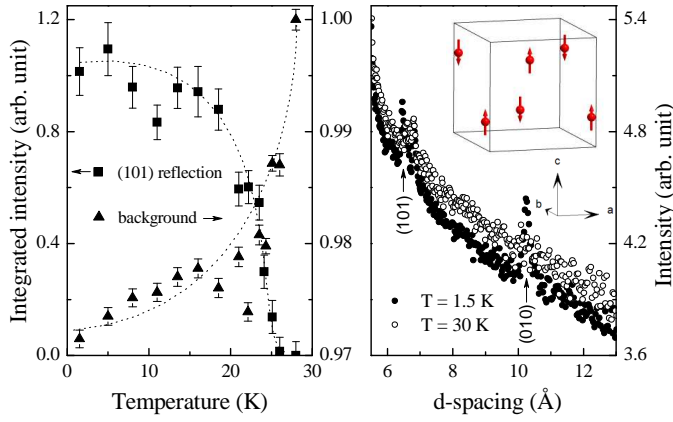 Integrated intensity (arb. unit)
1.2
0.8
0.4
0.0
(101) reflection
background
1.00
0.99
0.98
0.97
0
10
20
30
Temperature (K)
5.4
4.8
4.2
3.6
Intensity (arb. unit)
(101)
(010)
c
b
a
T = 1.5 K
T = 30 K
6
8
10
12
d-spacing (Å)